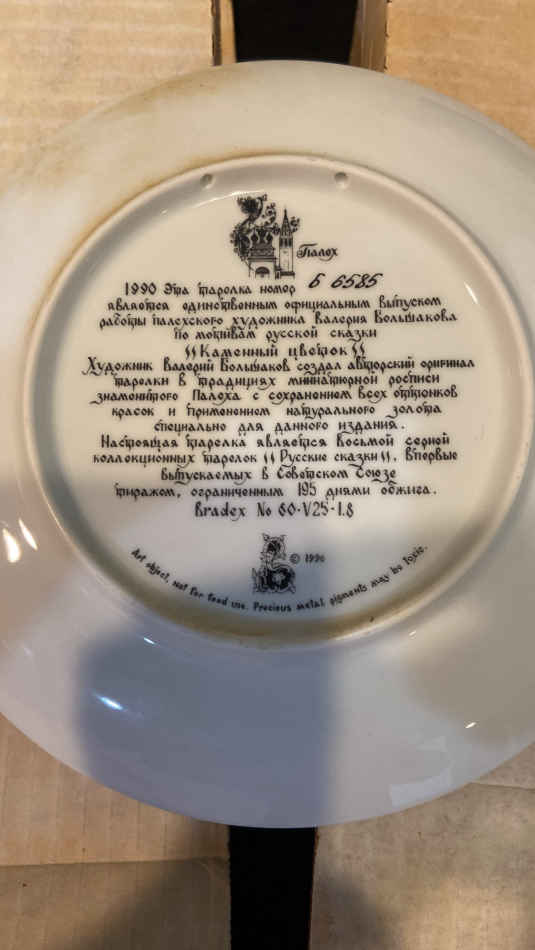 Палех
1990 Эта тарелка номер Б 6585
является единственным официальным выпуском
работы палехского художника Валерия Большакова
по мотивам русской сказки
"Каменный цветок"
Художник Валерий Большаков создал авторский оригинал
тарелки в традициях миниатюрной росписи
знаменитого Палеха с сохранением всех оттенков
красок и применением натурального золота
специально для данного издания.
Настоящая тарелка является восьмой серией
коллекционных тарелок "Русские сказки", впервые
выпускаемых в Советском Союзе
тиражом, ограниченным 195 днями обжига.
Bradex № 60-V25-1.8
© 1990
Art object, not for food use. Precious metal pigments may be toxic.